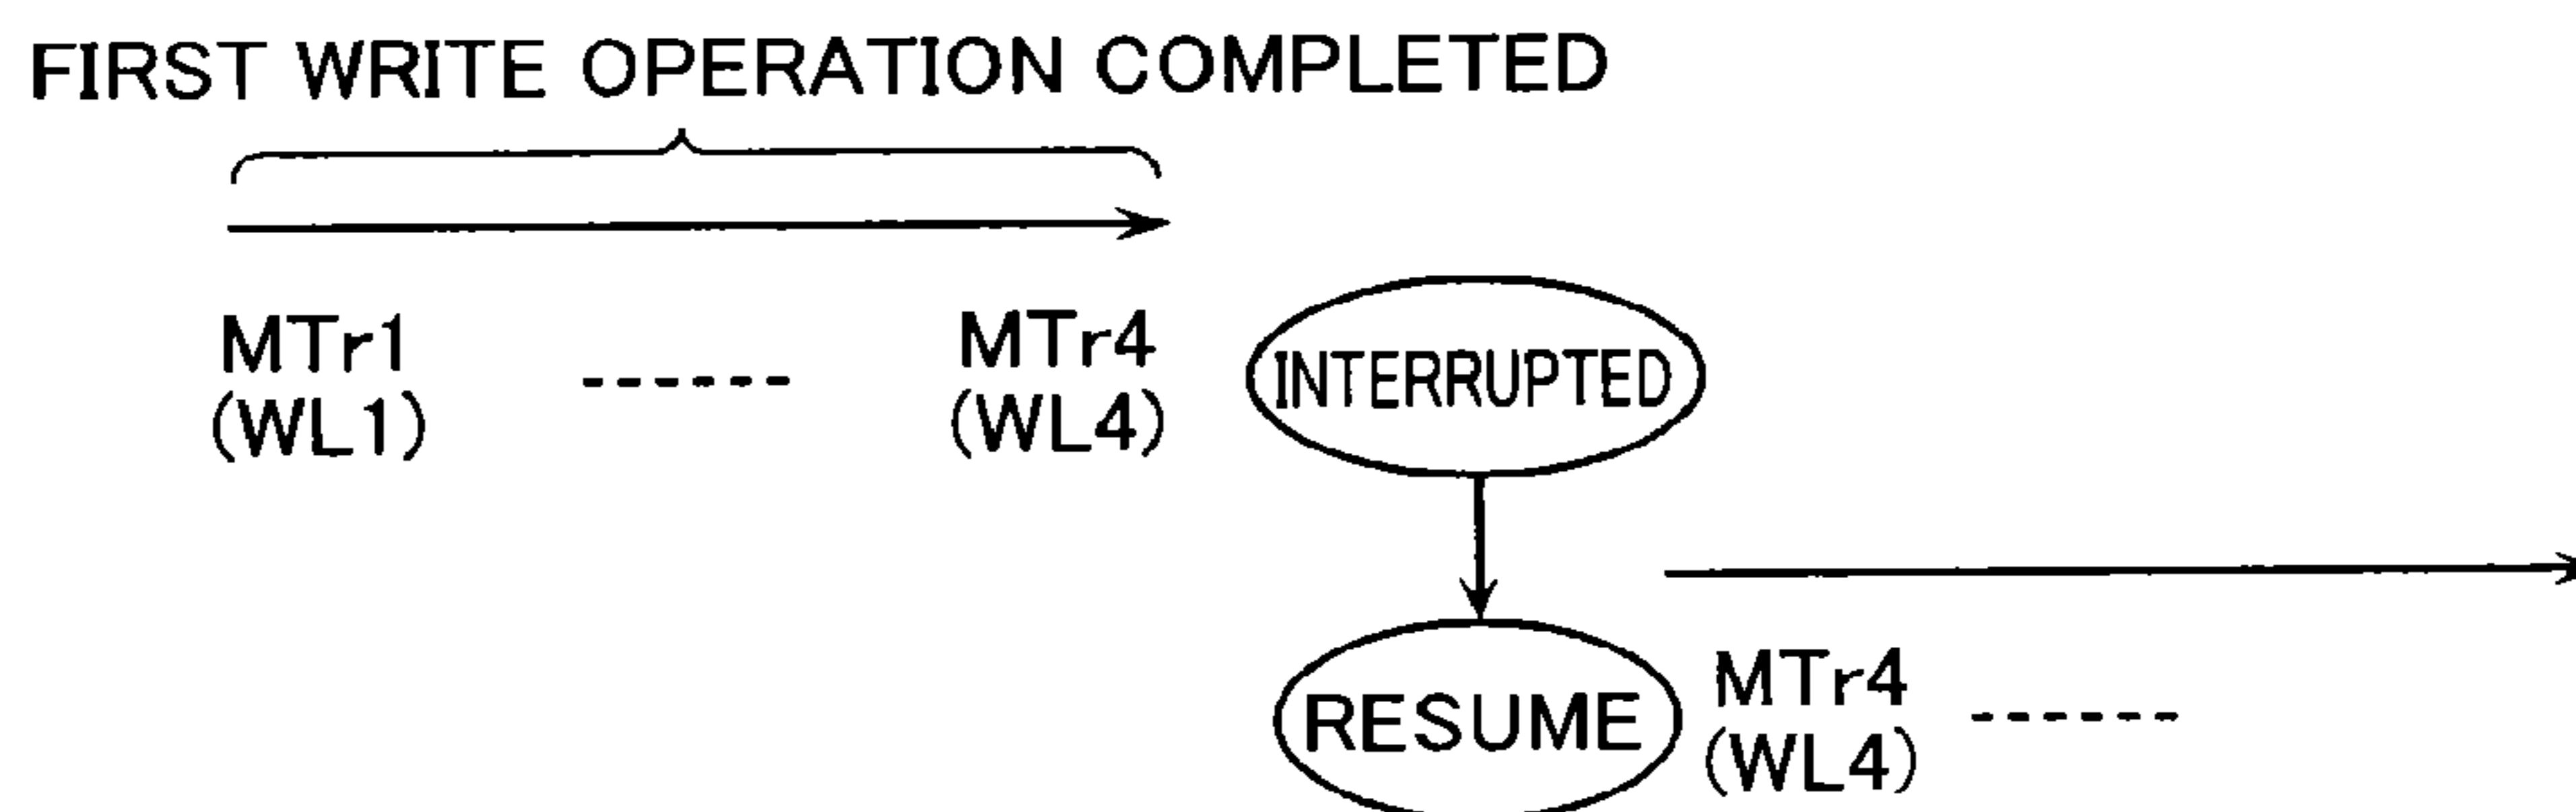 FIRST WRITE OPERATION COMPLETED
MTr1 ------ MTr4
(WL1) (WL4)
INTERRUPTED
RESUME
MTr4 ------
(WL4)